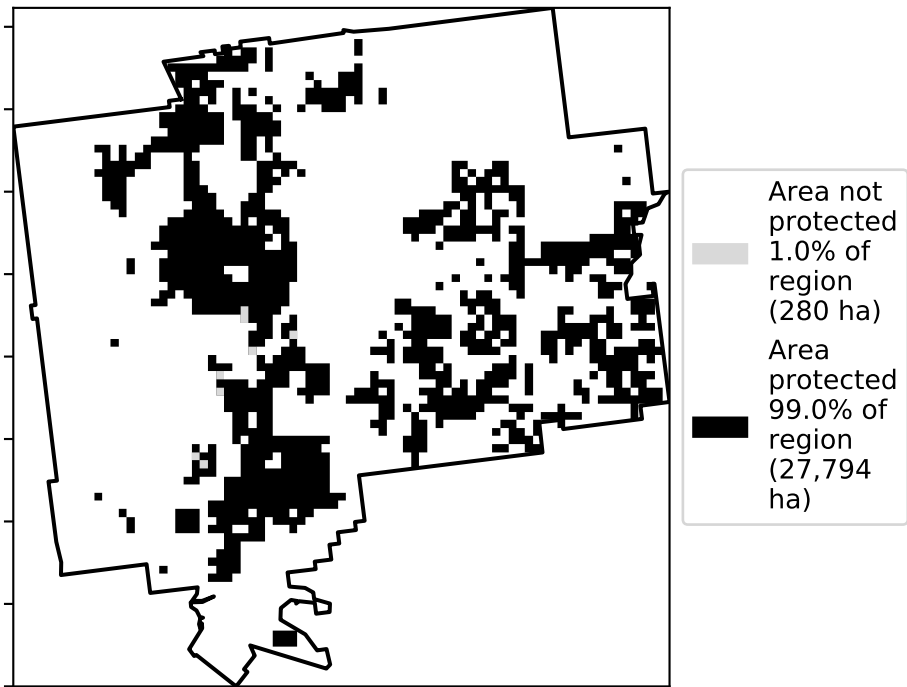 Area not
protected
1.0% of
region
(280 ha)
Area
protected
99.0% of
region
(27,794
ha)